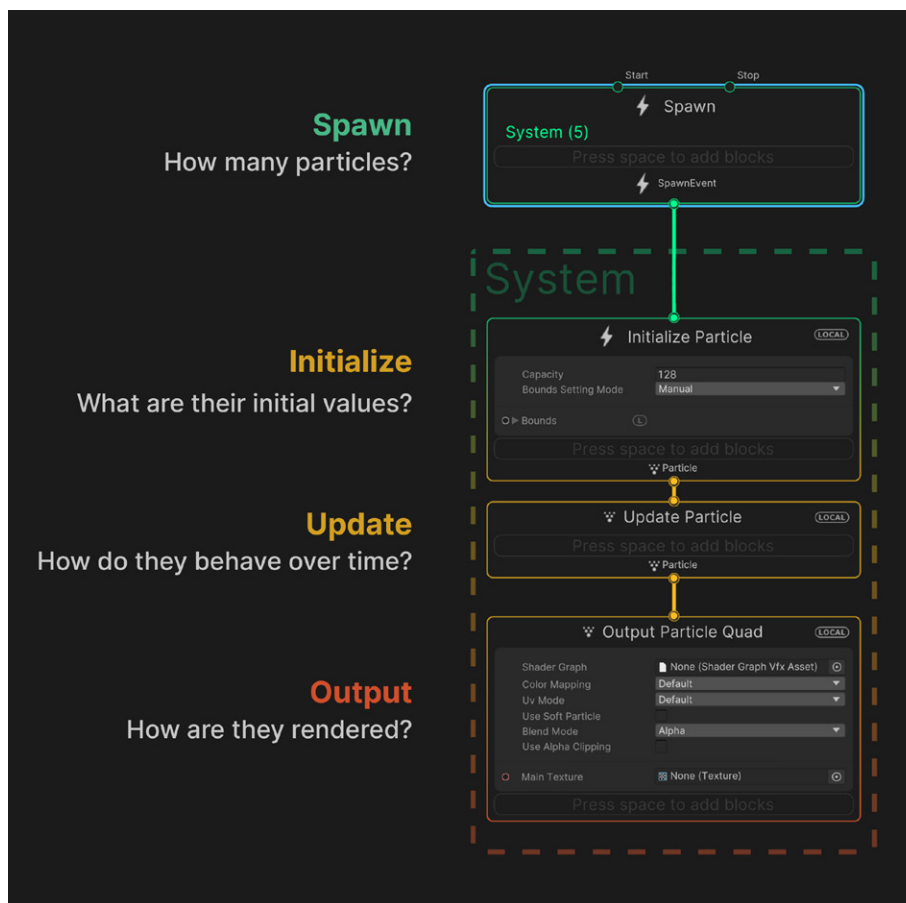 Start Stop
Spawn
Spawn
System (5)
How many particles?
Press space to add blocks
SpawnEvent
System
Initialize Particle LOCAL
Initialize
What are their initial values?
Capacity 128
Bounds Setting Mode Manual
Bounds L
Press space to add blocks
Particle
Update
How do they behave over time?
Update Particle LOCAL
Press space to add blocks
Particle
Output Particle Quad LOCAL
Output
How are they rendered?
Shader Graph None (Shader Graph Vfx Asset)
Color Mapping Default
Uv Mode Default
Use Soft Particle
Blend Mode Alpha
Use Alpha Clipping
Main Texture None (Texture)
Press space to add blocks